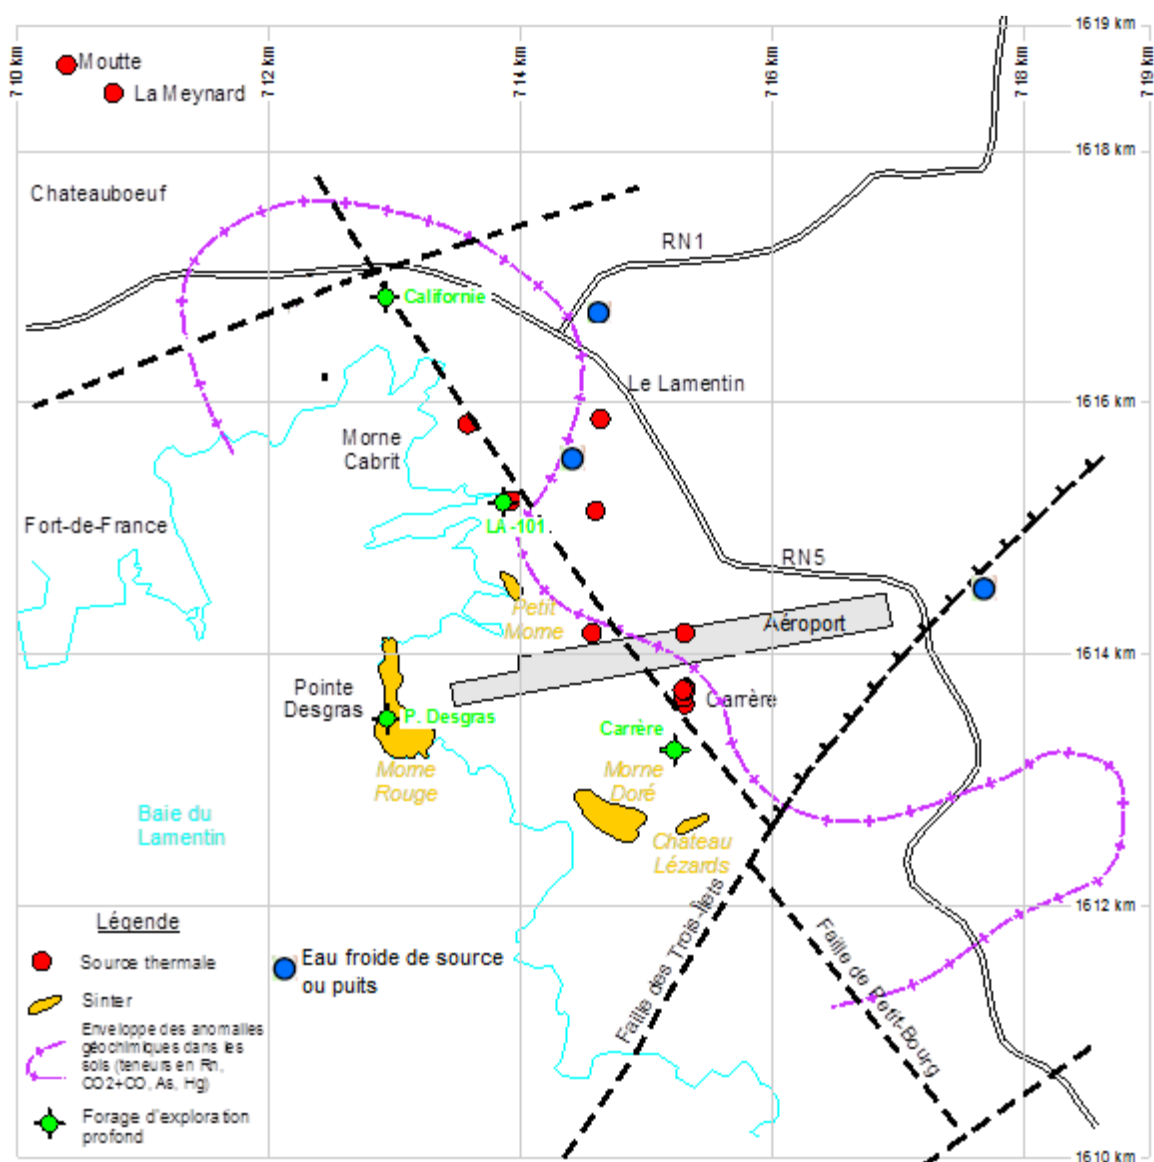 1619 km
710 km
712 km
714 km
716 km
718 km
719 km
Moutte
La Meynard
1618 km
Chateauboeuf
RN1
Californie
Le Lamentin
1616 km
Morne
Cabrit
Fort-de-France
LA-101
RN5
Petit
Morne
Aéroport
1614 km
Pointe
Desgras
P. Desgras
Carrère
Carrère
Morne
Rouge
Morne
Doré
Baie du
Lamentin
Chateau
Lézards
1612 km
Faille des Trois-Îlets
Faille de Petit-Bourg
Légende
Source thermale
Eau froide de source
ou puits
Sinter
Enveloppe des anomalies
géochimiques dans les
sols (teneurs en Rn,
CO2+CO, As, Hg)
Forage d'exploration
profond
1610 km